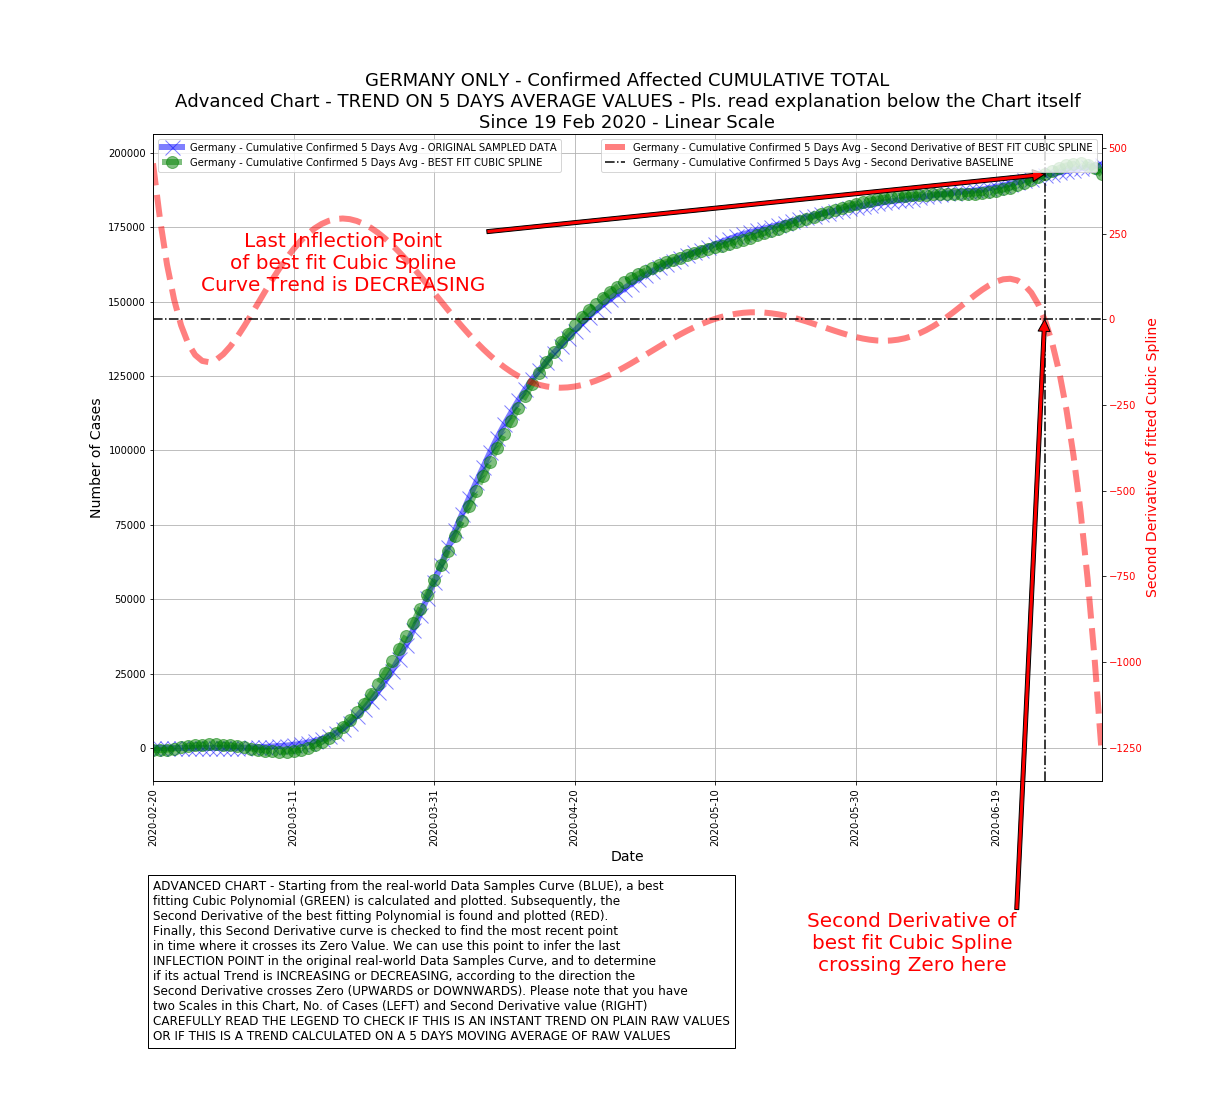 GERMANY ONLY - Confirmed Affected CUMULATIVE TOTAL
Advanced Chart - TREND ON 5 DAYS AVERAGE VALUES - Pls. read explanation below the Chart itself
Since 19 Feb 2020 - Linear Scale
Germany - Cumulative Confirmed 5 Days Avg - ORIGINAL SAMPLED DATA
Germany - Cumulative Confirmed 5 Days Avg - BEST FIT CUBIC SPLINE
Germany - Cumulative Confirmed 5 Days Avg - Second Derivative of BEST FIT CUBIC SPLINE
Germany - Cumulative Confirmed 5 Days Avg - Second Derivative BASELINE
Last Inflection Point
of best fit Cubic Spline
Curve Trend is DECREASING
Number of Cases
200000
175000
150000
125000
100000
75000
50000
25000
0
500
250
0
−250
−500
−750
−1000
−1250
Second Derivative of fitted Cubic Spline
2020-02-20
2020-03-11
2020-03-31
2020-04-20
2020-05-10
2020-05-30
2020-06-19
Date
Second Derivative of
best fit Cubic Spline
crossing Zero here
ADVANCED CHART - Starting from the real-world Data Samples Curve (BLUE), a best
fitting Cubic Polynomial (GREEN) is calculated and plotted. Subsequently, the
Second Derivative of the best fitting Polynomial is found and plotted (RED).
Finally, this Second Derivative curve is checked to find the most recent point
in time where it crosses its Zero Value. We can use this point to infer the last
INFLECTION POINT in the original real-world Data Samples Curve, and to determine
if its actual Trend is INCREASING or DECREASING, according to the direction the
Second Derivative crosses Zero (UPWARDS or DOWNWARDS). Please note that you have
two Scales in this Chart, No. of Cases (LEFT) and Second Derivative value (RIGHT)
CAREFULLY READ THE LEGEND TO CHECK IF THIS IS AN INSTANT TREND ON PLAIN RAW VALUES
OR IF THIS IS A TREND CALCULATED ON A 5 DAYS MOVING AVERAGE OF RAW VALUES